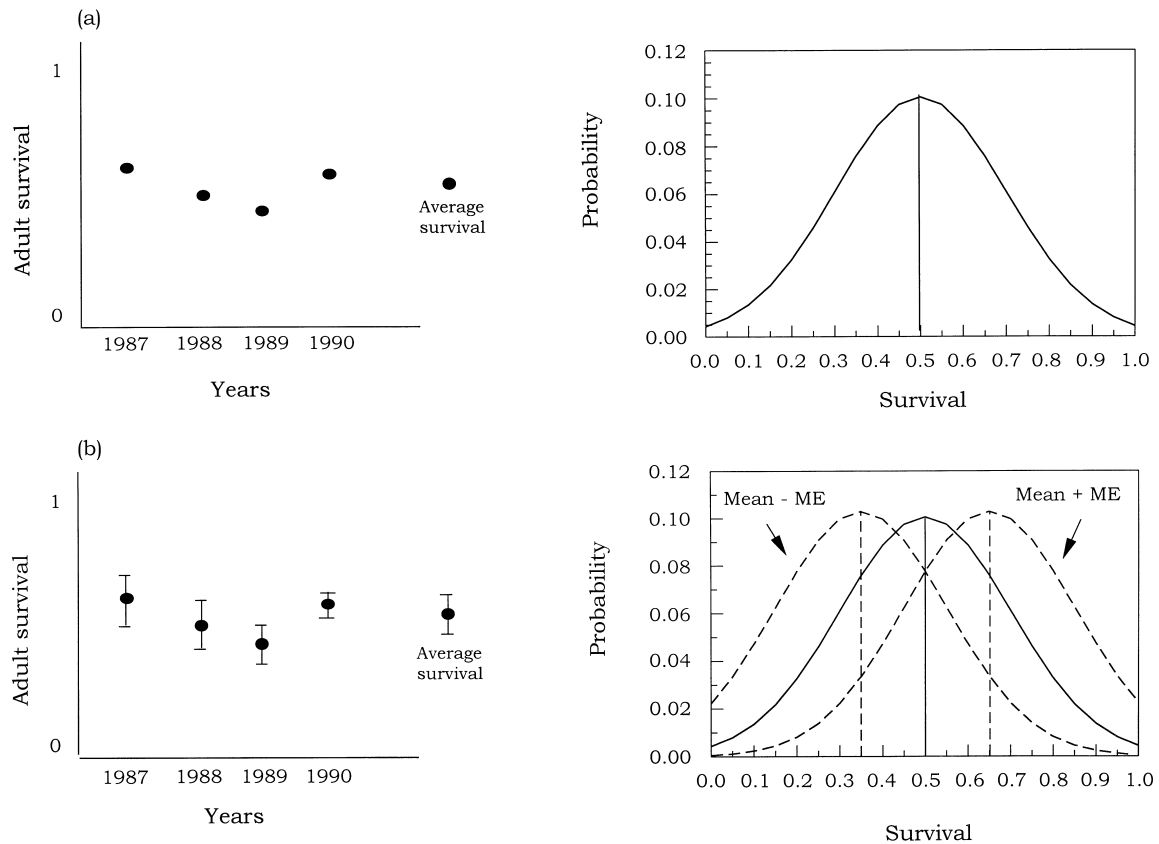 (a)
1
0
Adult survival
1987 1988 1989 1990
Years
Average
survival
0.12
0.10
0.08
0.06
0.04
0.02
0.00
Probability
0.0 0.1 0.2 0.3 0.4 0.5 0.6 0.7 0.8 0.9 1.0
Survival
(b)
1
0
Adult survival
1987 1988 1989 1990
Years
Average
survival
0.12
0.10
0.08
0.06
0.04
0.02
0.00
Probability
Mean - ME
Mean + ME
0.0 0.1 0.2 0.3 0.4 0.5 0.6 0.7 0.8 0.9 1.0
Survival